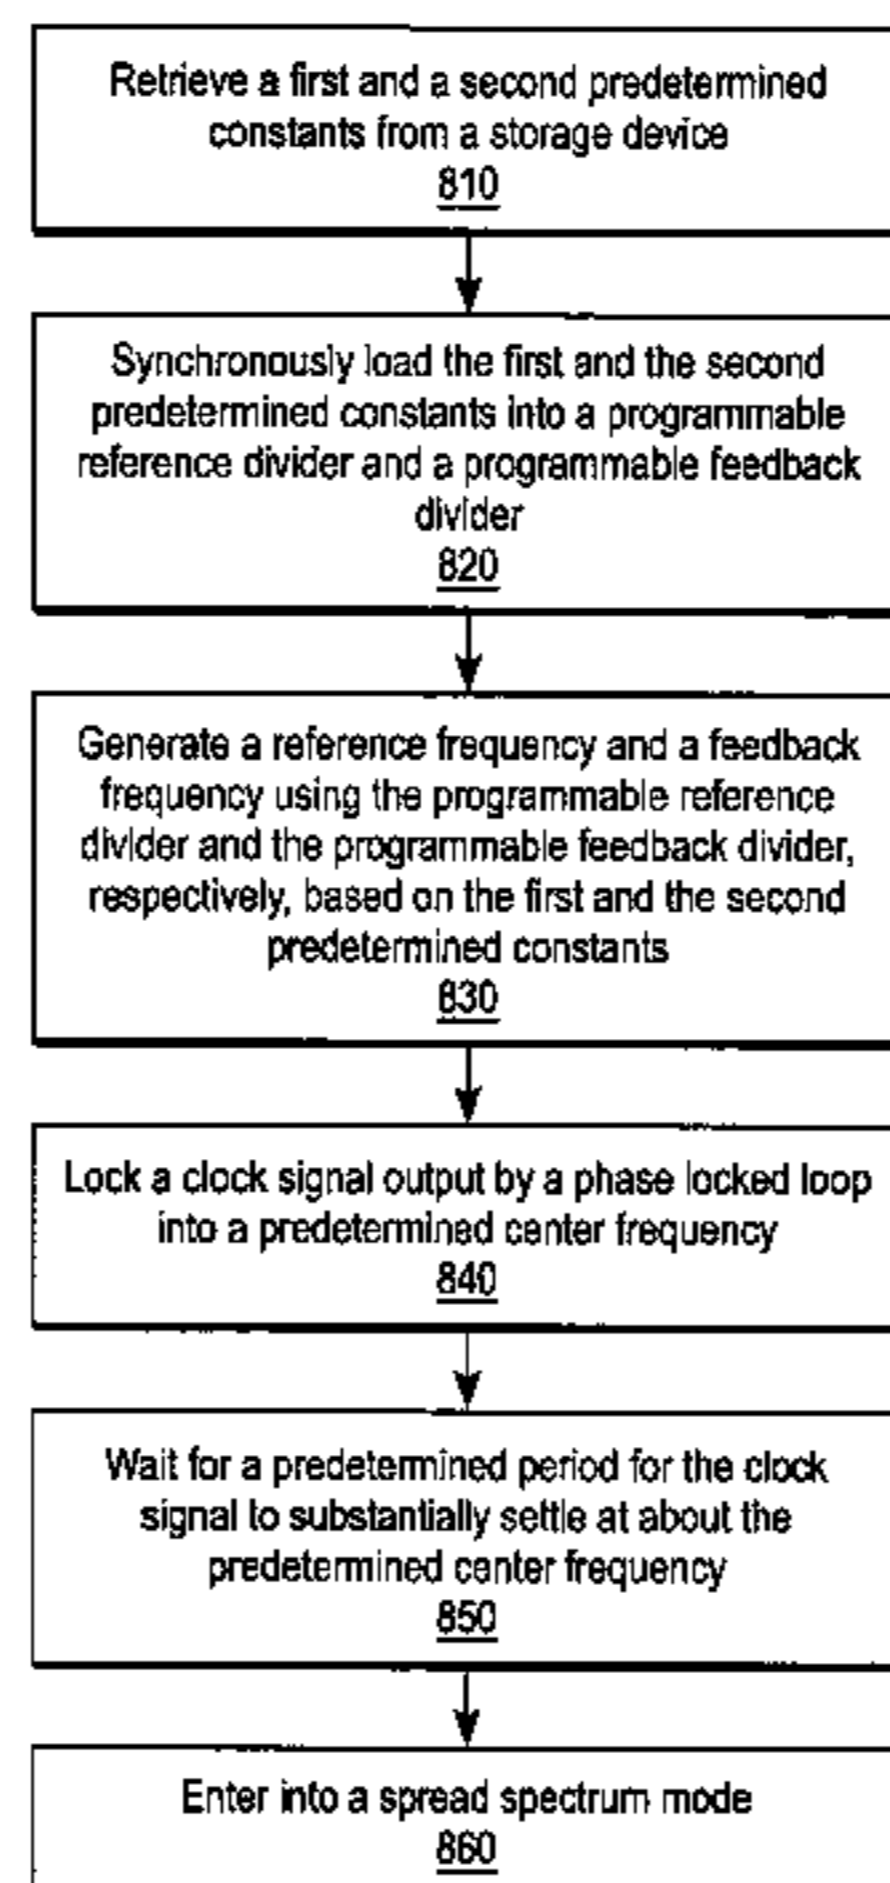 Retrieve a first and a second predetermined
constants from a storage device
810
Synchronously load the first and the second
predetermined constants into a programmable
reference divider and a programmable feedback
divider
820
Generate a reference frequency and a feedback
frequency using the programmable reference
divider and the programmable feedback divider,
respectively, based on the first and the second
predetermined constants
830
Lock a clock signal output by a phase locked loop
into a predetermined center frequency
840
Wait for a predetermined period for the clock
signal to substantially settle at about the
predetermined center frequency
850
Enter into a spread spectrum mode
860